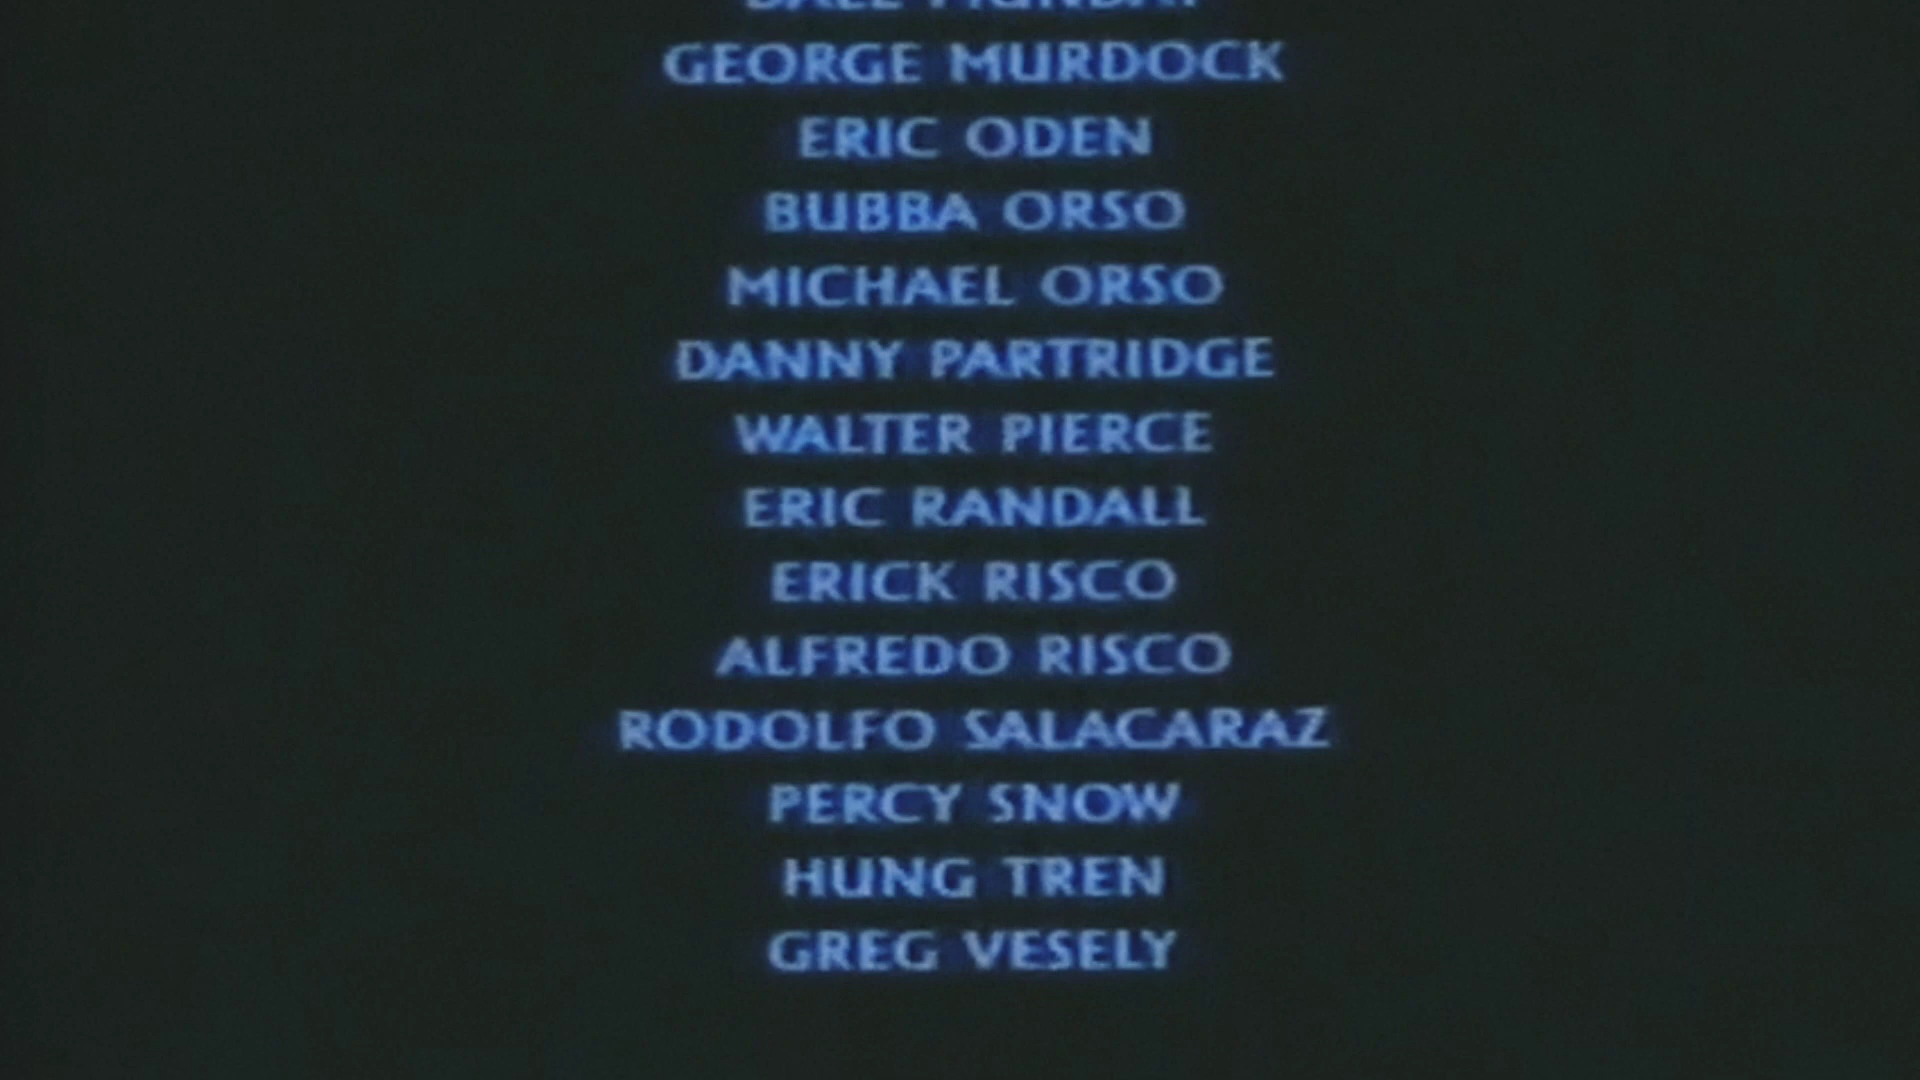 GEORGE MURDOCK
ERIC ODEN
BUBBA ORSO
MICHAEL ORSO
DANNY PARTRIDGE
WALTER PIERCE
ERIC RANDALL
ERICK RISCO
ALFREDO RISCO
RODOLFO SALACARAZ
PERCY SNOW
HUNG TREN
GREG VESELY